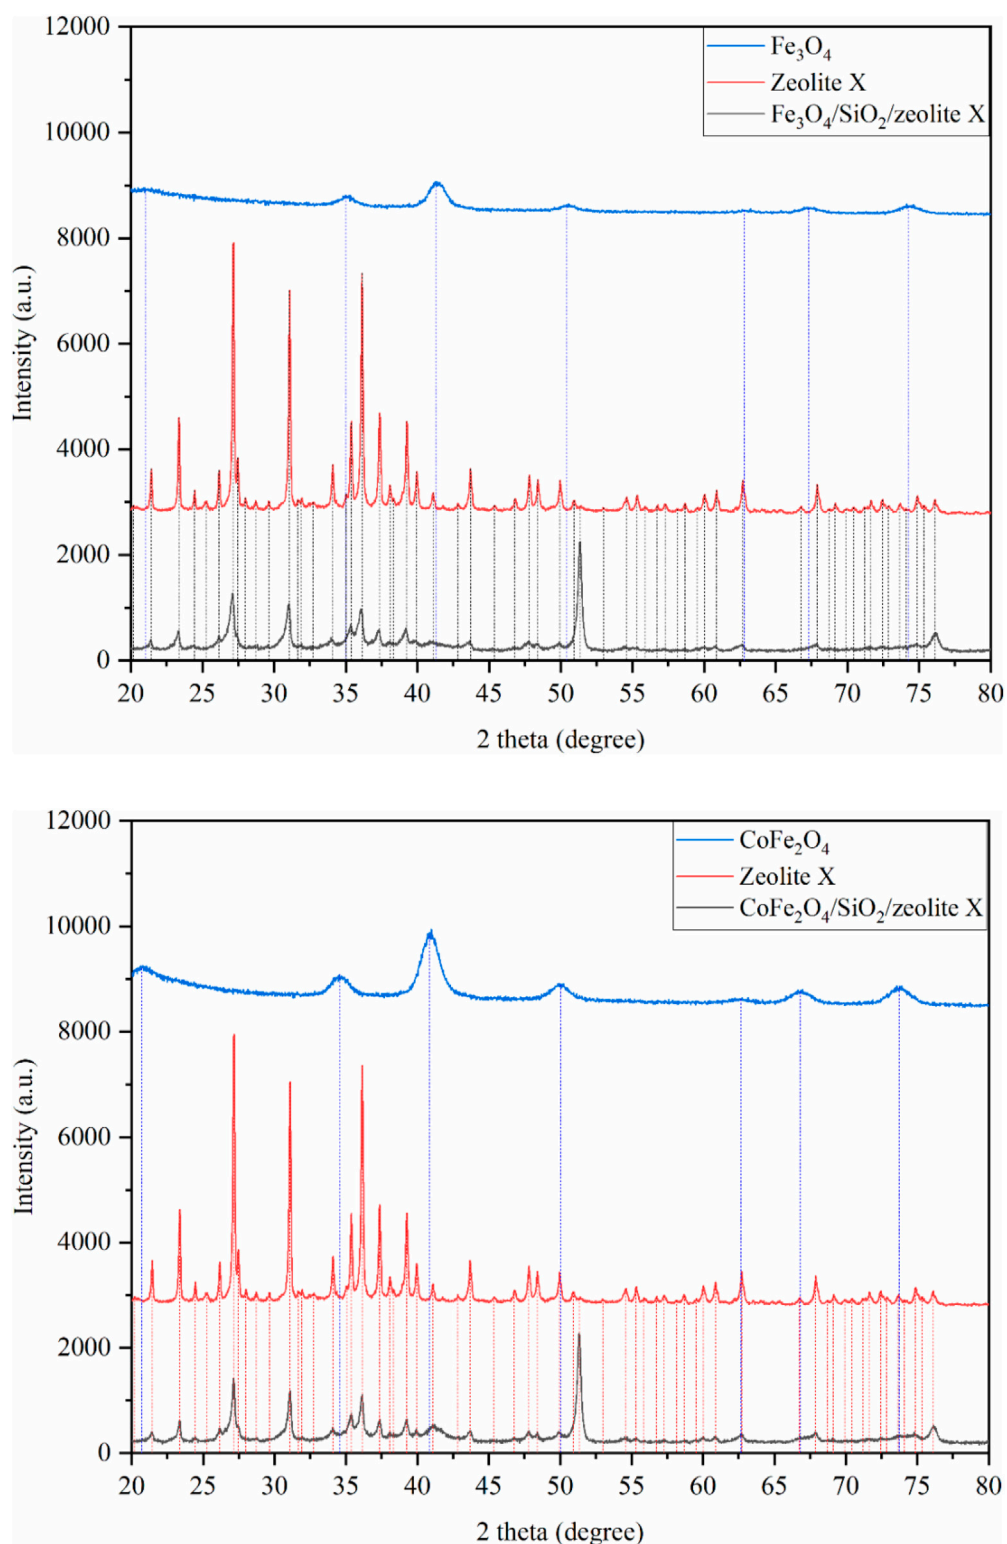 12000
10000
8000
6000
4000
2000
0
Intensity (a.u.)
Fe₃O₄
Zeolite X
Fe₃O₄/SiO₂/zeolite X
20 25 30 35 40 45 50 55 60 65 70 75 80
2 theta (degree)
12000
10000
8000
6000
4000
2000
0
Intensity (a.u.)
CoFe₂O₄
Zeolite X
CoFe₂O₄/SiO₂/zeolite X
20 25 30 35 40 45 50 55 60 65 70 75 80
2 theta (degree)